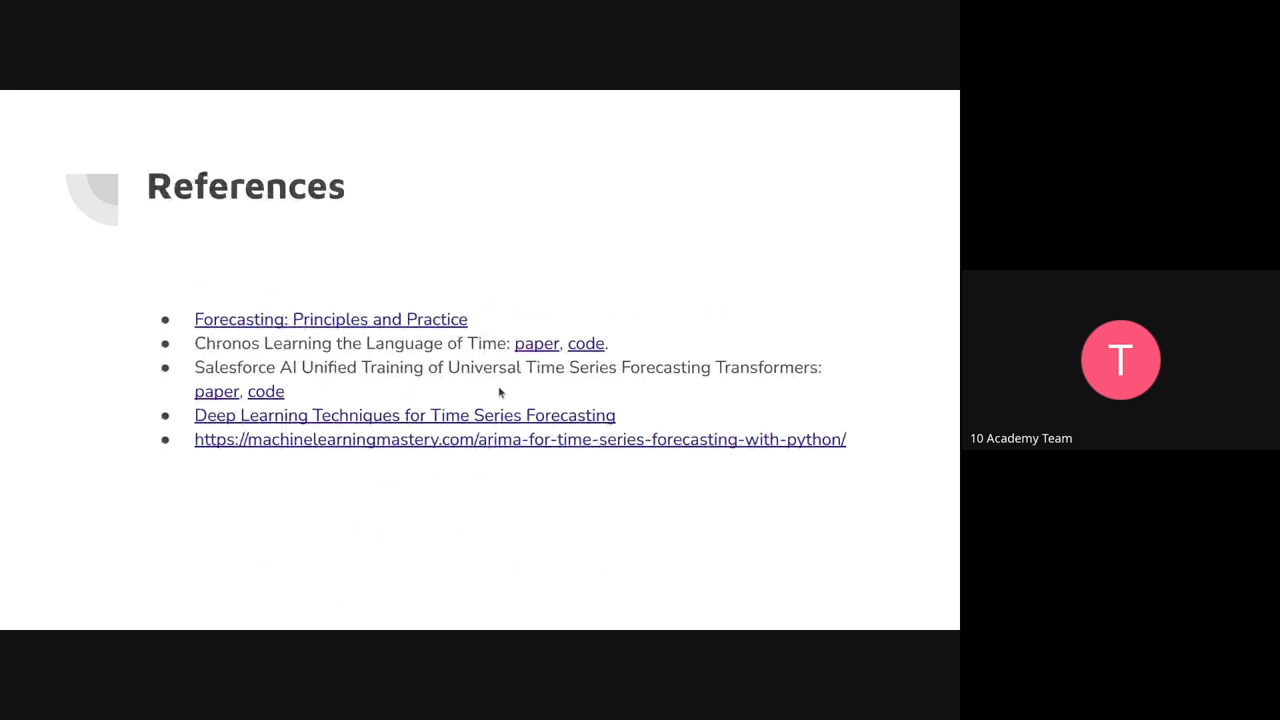 References
Forecasting: Principles and Practice
Chronos Learning the Language of Time: paper, code.
Salesforce AI Unified Training of Universal Time Series Forecasting Transformers:
paper, code
Deep Learning Techniques for Time Series Forecasting
https://machinelearningmastery.com/arima-for-time-series-forecasting-with-python/
T
10 Academy Team